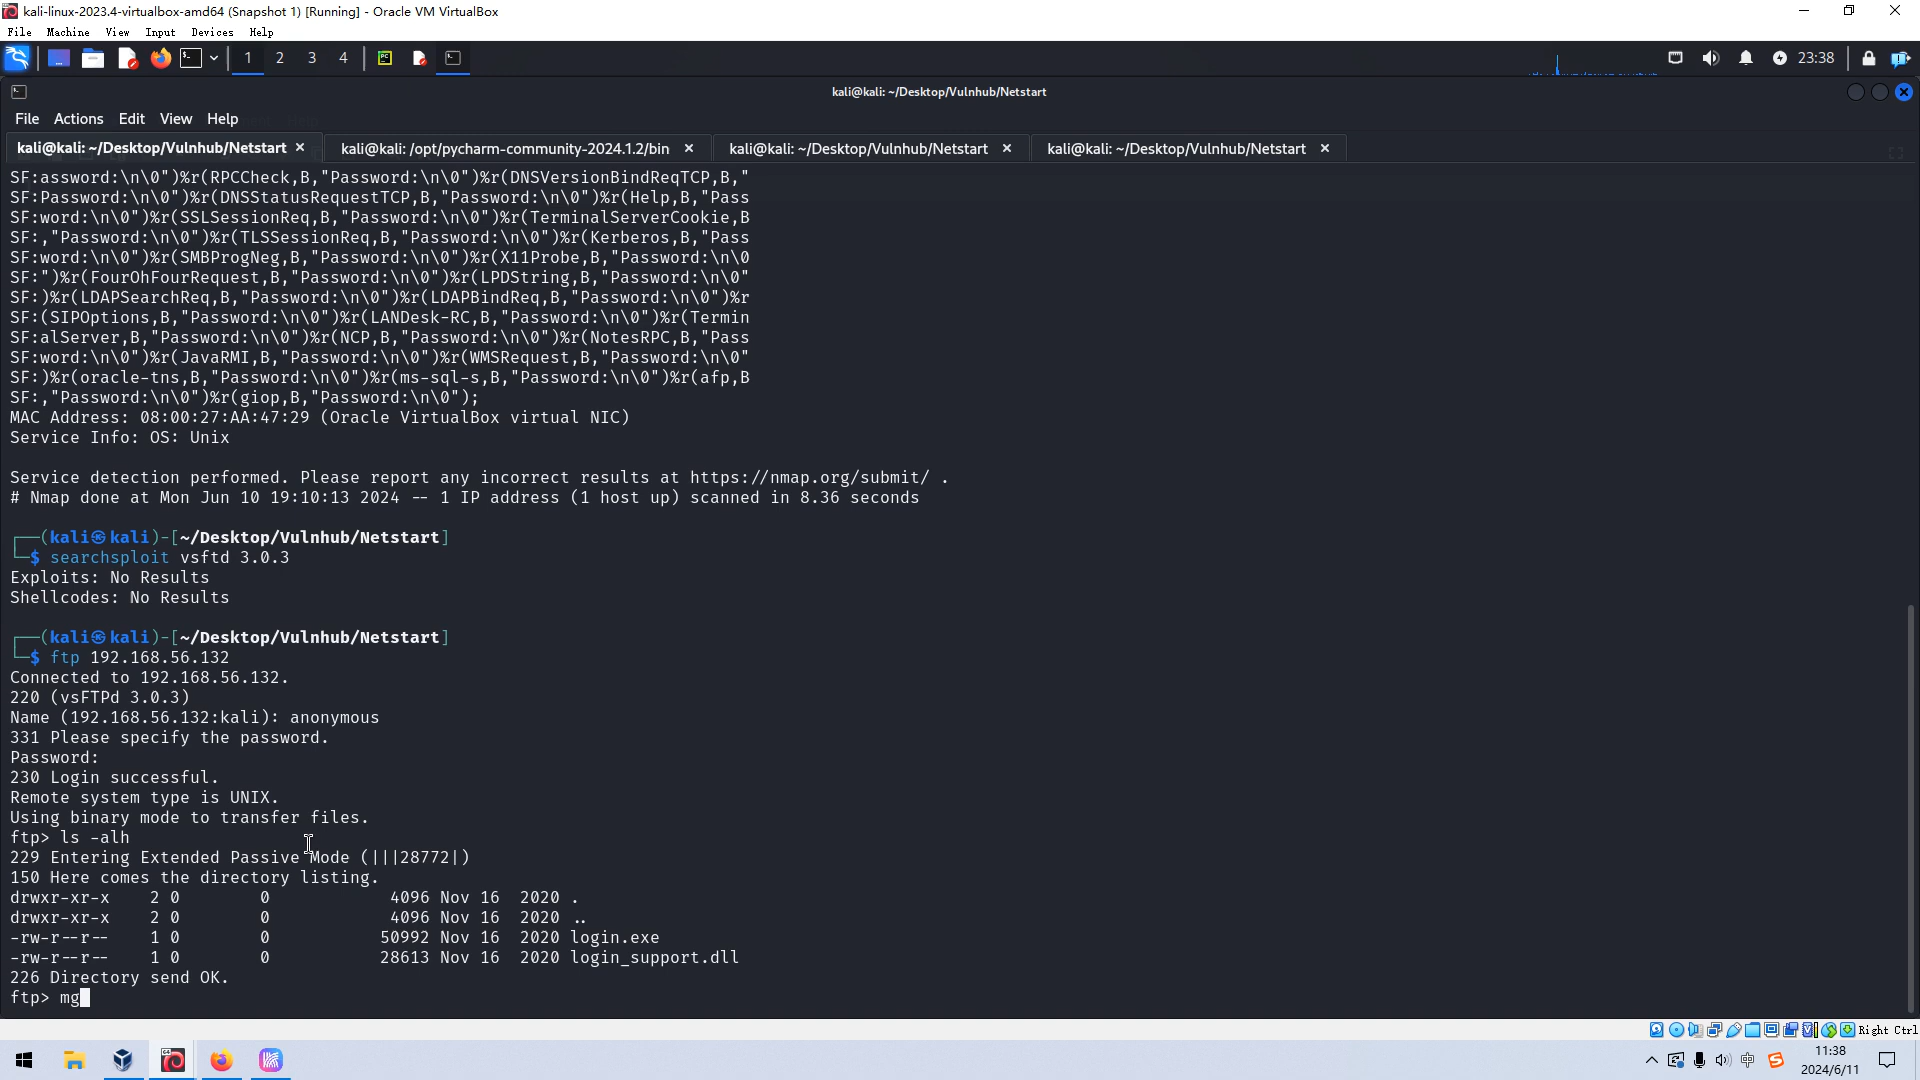 kali-linux-2023.4-virtualbox-amd64 (Snapshot 1) [Running] - Oracle VM VirtualBox
File Machine View Input Devices Help
1 2 3 4 23:38
kali@kali: ~/Desktop/Vulnhub/Netstart
File Actions Edit View Help
kali@kali: ~/Desktop/Vulnhub/Netstart × kali@kali: /opt/pycharm-community-2024.1.2/bin × kali@kali: ~/Desktop/Vulnhub/Netstart × kali@kali: ~/Desktop/Vulnhub/Netstart ×
SF:assword:\n\0")%r(RPCCheck,B,"Password:\n\0")%r(DNSVersionBindReqTCP,B,"
SF:Password:\n\0")%r(DNSStatusRequestTCP,B,"Password:\n\0")%r(Help,B,"Pass
SF:word:\n\0")%r(SSLSessionReq,B,"Password:\n\0")%r(TerminalServerCookie,B
SF:,"Password:\n\0")%r(TLSSessionReq,B,"Password:\n\0")%r(Kerberos,B,"Pass
SF:word:\n\0")%r(SMBProgNeg,B,"Password:\n\0")%r(X11Probe,B,"Password:\n\0
SF:")%r(FourOhFourRequest,B,"Password:\n\0")%r(LPDString,B,"Password:\n\0"
SF:)%r(LDAPSearchReq,B,"Password:\n\0")%r(LDAPBindReq,B,"Password:\n\0")%r
SF:(SIPOptions,B,"Password:\n\0")%r(LANDesk-RC,B,"Password:\n\0")%r(Termin
SF:alServer,B,"Password:\n\0")%r(NCP,B,"Password:\n\0")%r(NotesRPC,B,"Pass
SF:word:\n\0")%r(JavaRMI,B,"Password:\n\0")%r(WMSRequest,B,"Password:\n\0"
SF:)%r(oracle-tns,B,"Password:\n\0")%r(ms-sql-s,B,"Password:\n\0")%r(afp,B
SF:,"Password:\n\0")%r(giop,B,"Password:\n\0");
MAC Address: 08:00:27:AA:47:29 (Oracle VirtualBox virtual NIC)
Service Info: OS: Unix
Service detection performed. Please report any incorrect results at https://nmap.org/submit/ .
# Nmap done at Mon Jun 10 19:10:13 2024 -- 1 IP address (1 host up) scanned in 8.36 seconds
┌──(kali㉿kali)-[~/Desktop/Vulnhub/Netstart]
└─$ searchsploit vsftd 3.0.3
Exploits: No Results
Shellcodes: No Results
┌──(kali㉿kali)-[~/Desktop/Vulnhub/Netstart]
└─$ ftp 192.168.56.132
Connected to 192.168.56.132.
220 (vsFTPd 3.0.3)
Name (192.168.56.132:kali): anonymous
331 Please specify the password.
Password:
230 Login successful.
Remote system type is UNIX.
Using binary mode to transfer files.
ftp> ls -alh
229 Entering Extended Passive Mode (|||28772|)
150 Here comes the directory listing.
drwxr-xr-x    2 0        0            4096 Nov 16  2020 .
drwxr-xr-x    2 0        0            4096 Nov 16  2020 ..
-rw-r--r--    1 0        0           50992 Nov 16  2020 login.exe
-rw-r--r--    1 0        0           28613 Nov 16  2020 login_support.dll
226 Directory send OK.
ftp> mg
Right Ctrl
中
11:38
2024/6/11